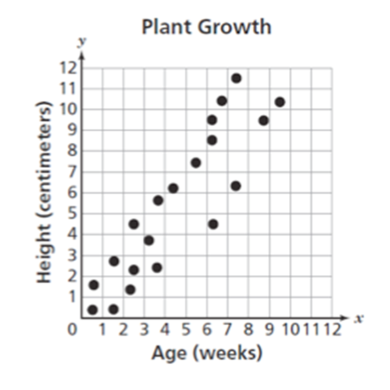 Plant Growth
y
12
11
10
9
8
7
6
5
4
3
2
1
0 1 2 3 4 5 6 7 8 9 10 11 12 x
Height (centimeters)
Age (weeks)